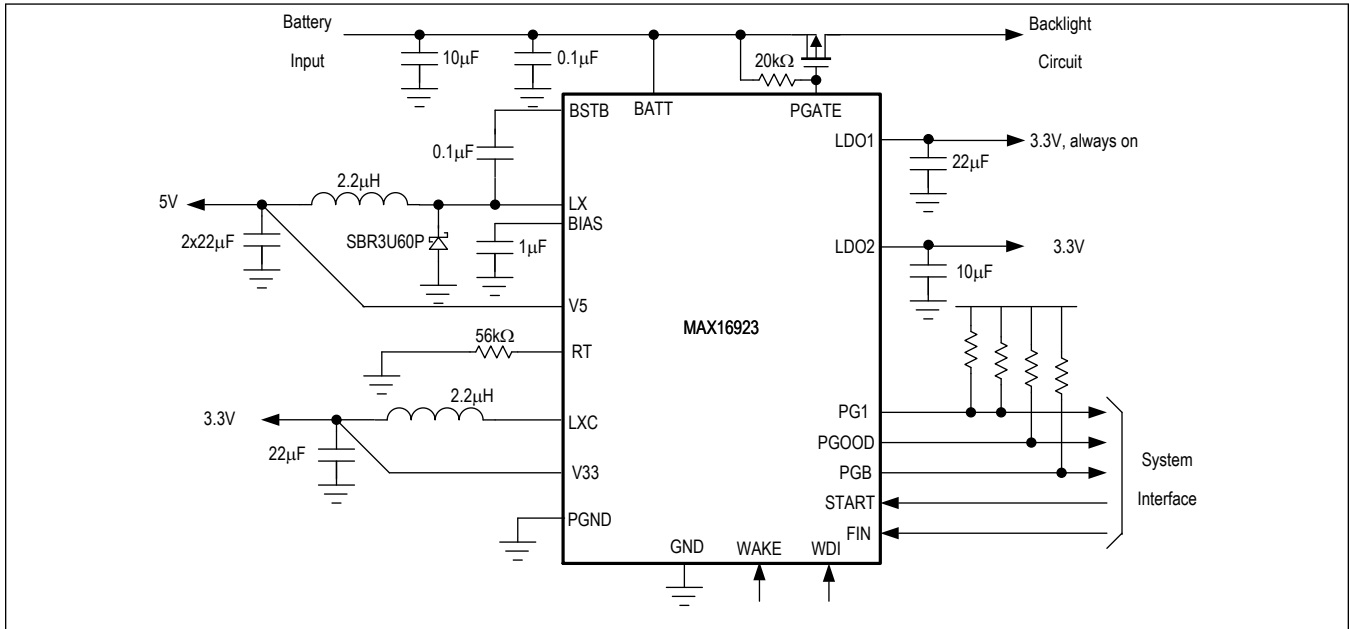 Battery
Input
10µF
0.1µF
20kΩ
Backlight
Circuit
BSTB
BATT
PGATE
LDO1
3.3V, always on
22µF
0.1µF
2.2µH
5V
LX
BIAS
2x22µF
SBR3U60P
1µF
LDO2
3.3V
10µF
V5
MAX16923
56kΩ
RT
2.2µH
3.3V
LXC
22µF
V33
PG1
PGOOD
PGB
START
FIN
System
Interface
PGND
GND
WAKE
WDI